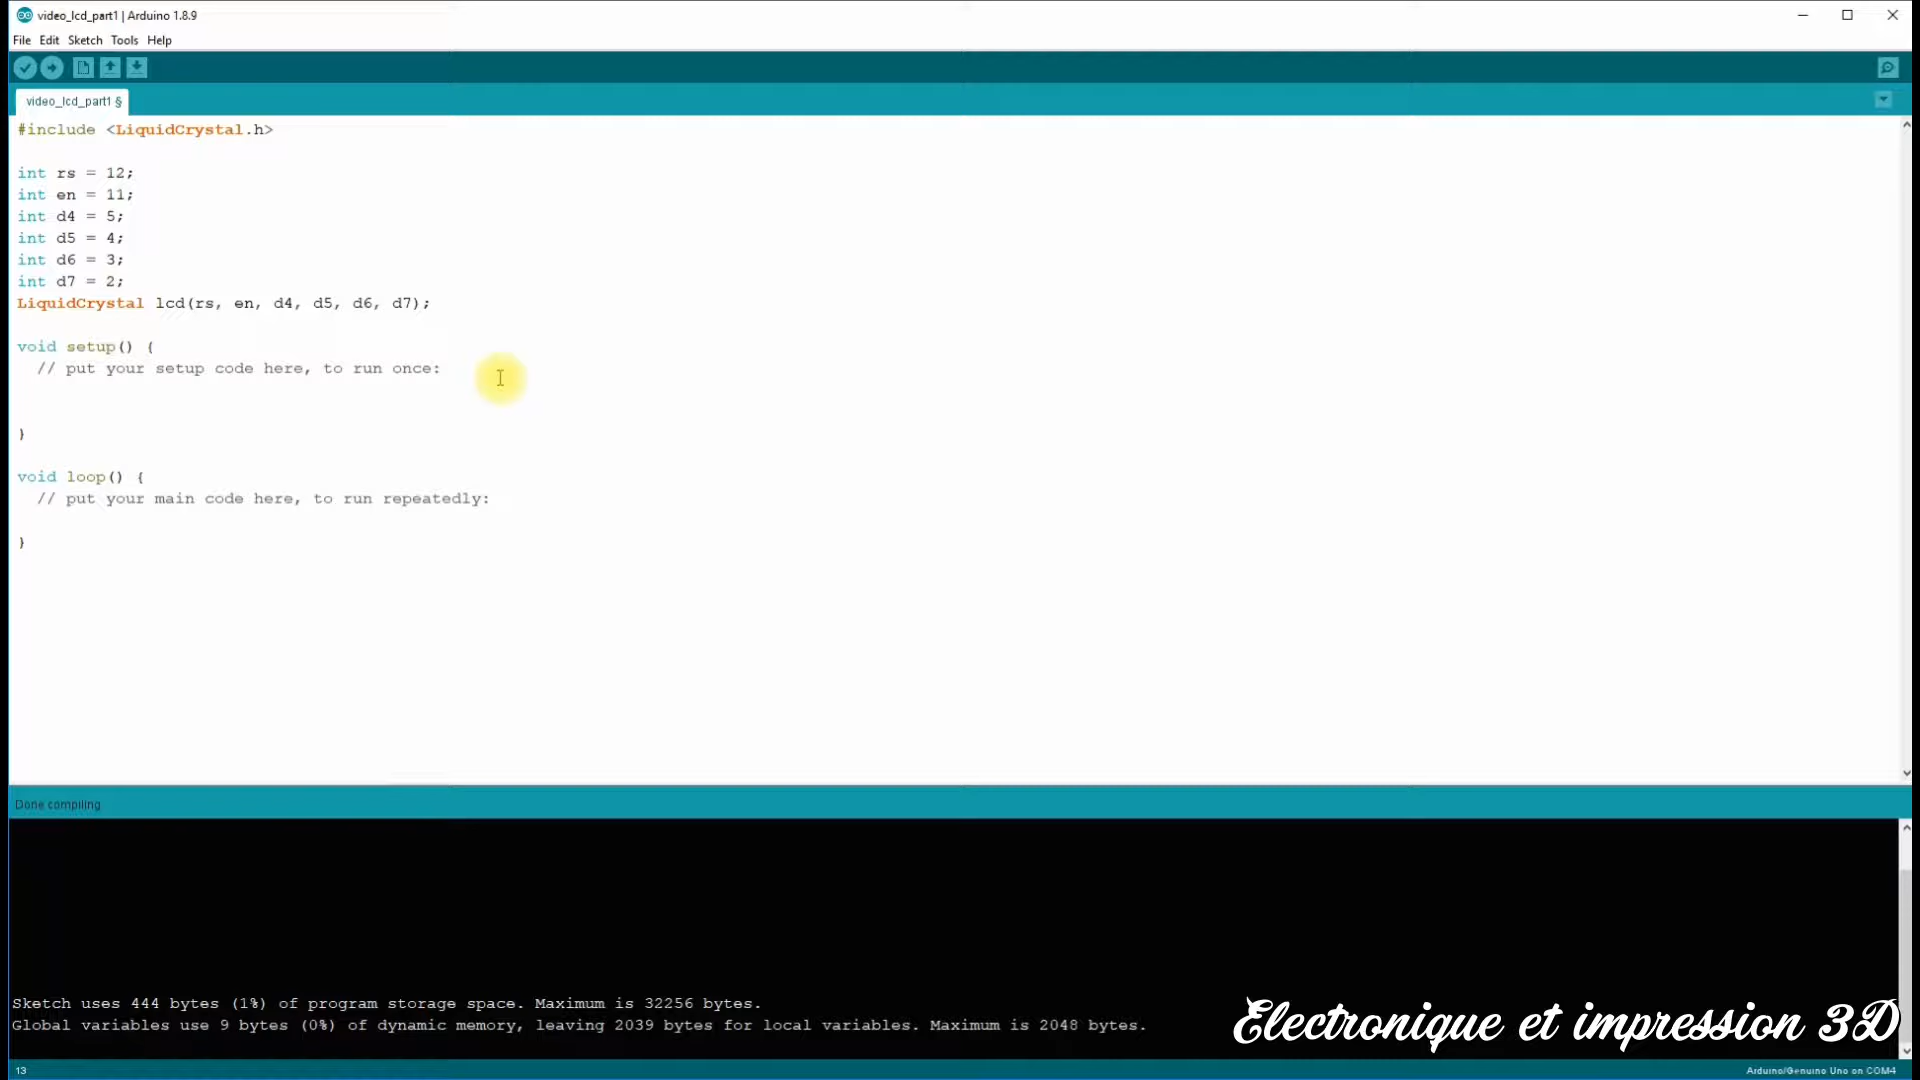 video_lcd_part1 | Arduino 1.8.9
File Edit Sketch Tools Help
video_lcd_part1 §
#include <LiquidCrystal.h>
int rs = 12;
int en = 11;
int d4 = 5;
int d5 = 4;
int d6 = 3;
int d7 = 2;
LiquidCrystal lcd(rs, en, d4, d5, d6, d7);
void setup() {
  // put your setup code here, to run once:
}
void loop() {
  // put your main code here, to run repeatedly:
}
Done compiling
Sketch uses 444 bytes (1%) of program storage space. Maximum is 32256 bytes.
Global variables use 9 bytes (0%) of dynamic memory, leaving 2039 bytes for local variables. Maximum is 2048 bytes.
Electronique et impression 3D
13
Arduino/Genuino Uno on COM4